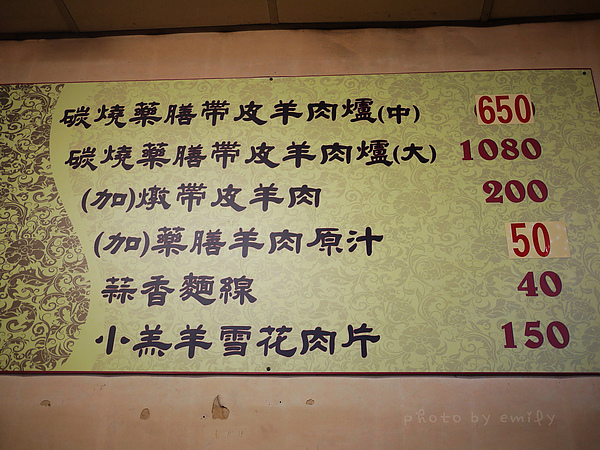 碳燒藥膳帶皮羊肉爐(中) (650)
碳燒藥膳帶皮羊肉爐(大) 1080
(加)燉帶皮羊肉 200
(加)藥膳羊肉原汁 50
蒜香麵線 40
小羔羊雪花肉片 150
photo by emily